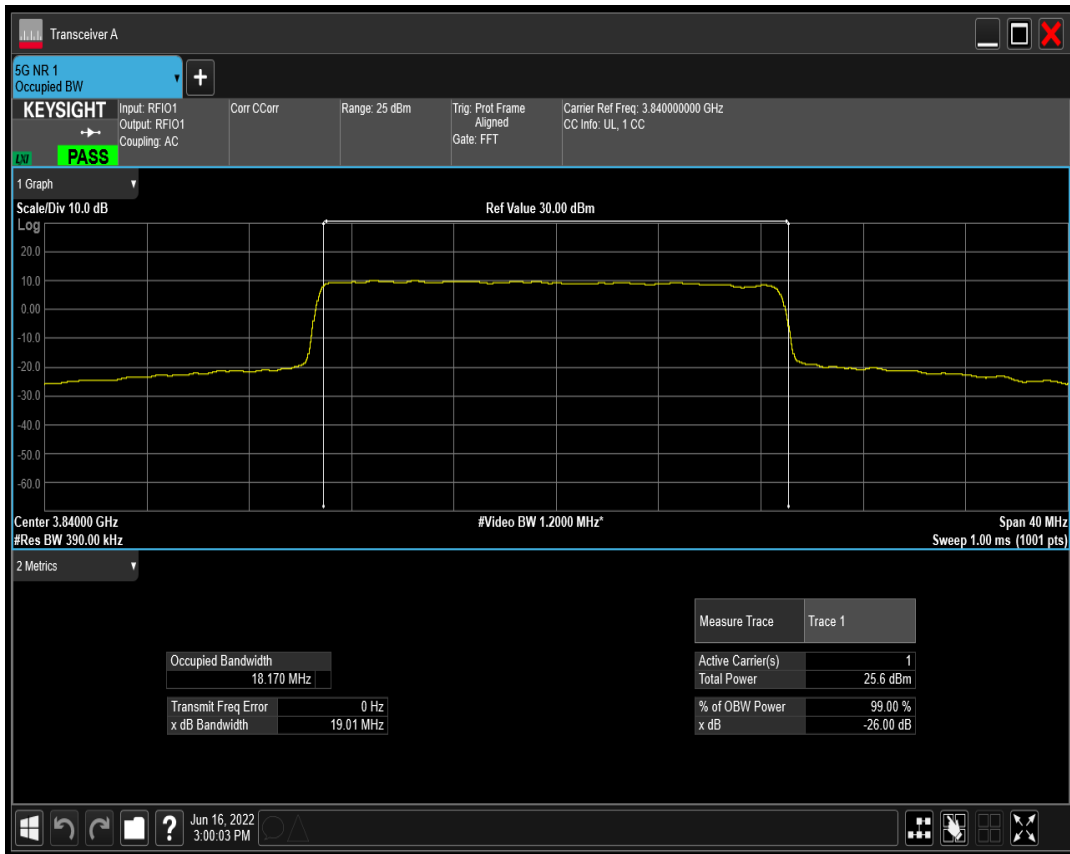 Transceiver A
5G NR 1
Occupied BW
+
KEYSIGHT
LXI
PASS
Input: RFIO1
Output: RFIO1
Coupling: AC
Corr CCorr
Range: 25 dBm
Trig: Prot Frame
Aligned
Gate: FFT
Carrier Ref Freq: 3.840000000 GHz
CC Info: UL, 1 CC
1 Graph
Scale/Div 10.0 dB
Ref Value 30.00 dBm
Log
20.0
10.0
0.00
-10.0
-20.0
-30.0
-40.0
-50.0
-60.0
Center 3.84000 GHz
#Video BW 1.2000 MHz*
Span 40 MHz
#Res BW 390.00 kHz
Sweep 1.00 ms (1001 pts)
2 Metrics
Measure Trace Trace 1
Occupied Bandwidth
18.170 MHz
Active Carrier(s) 1
Total Power 25.6 dBm
Transmit Freq Error 0 Hz
x dB Bandwidth 19.01 MHz
% of OBW Power 99.00 %
x dB -26.00 dB
?
Jun 16, 2022
3:00:03 PM